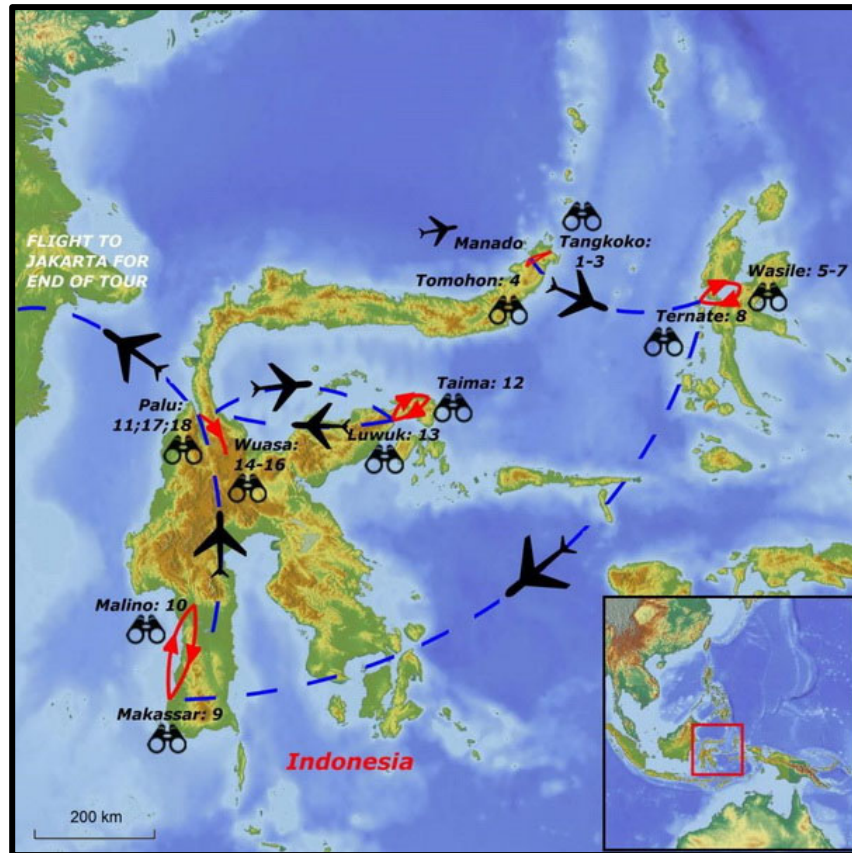 FLIGHT TO
JAKARTA FOR
END OF TOUR
Manado
Tangkoko:
1-3
Tomohon: 4
Wasile: 5-7
Ternate: 8
Taima: 12
Palu:
11;17;18
Luwuk: 13
Wuasa:
14-16
Malino: 10
Makassar: 9
Indonesia
200 km